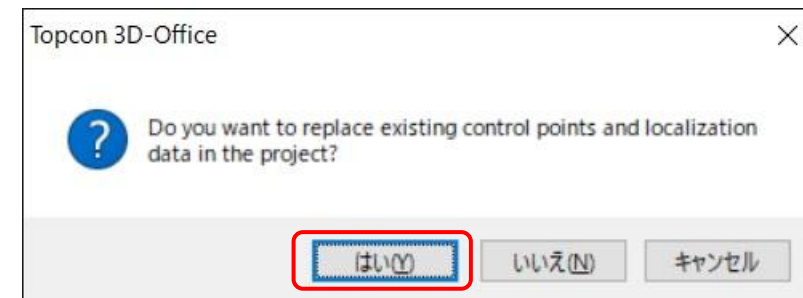 Topcon 3D-Office
Do you want to replace existing control points and localization
data in the project?
はい(Y)
いいえ(N)
キャンセル